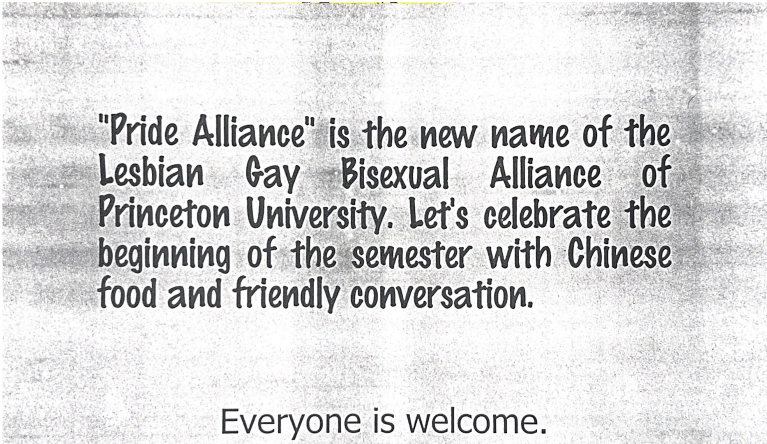 "Pride Alliance" is the new name of the
Lesbian Gay Bisexual Alliance of
Princeton University. Let's celebrate the
beginning of the semester with Chinese
food and friendly conversation.
Everyone is welcome.